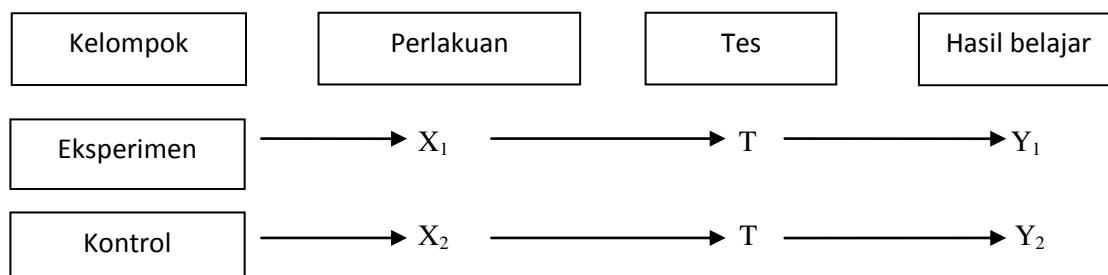 Kelompok Perlakuan Tes Hasil belajar
Eksperimen X₁ T Y₁
Kontrol X₂ T Y₂